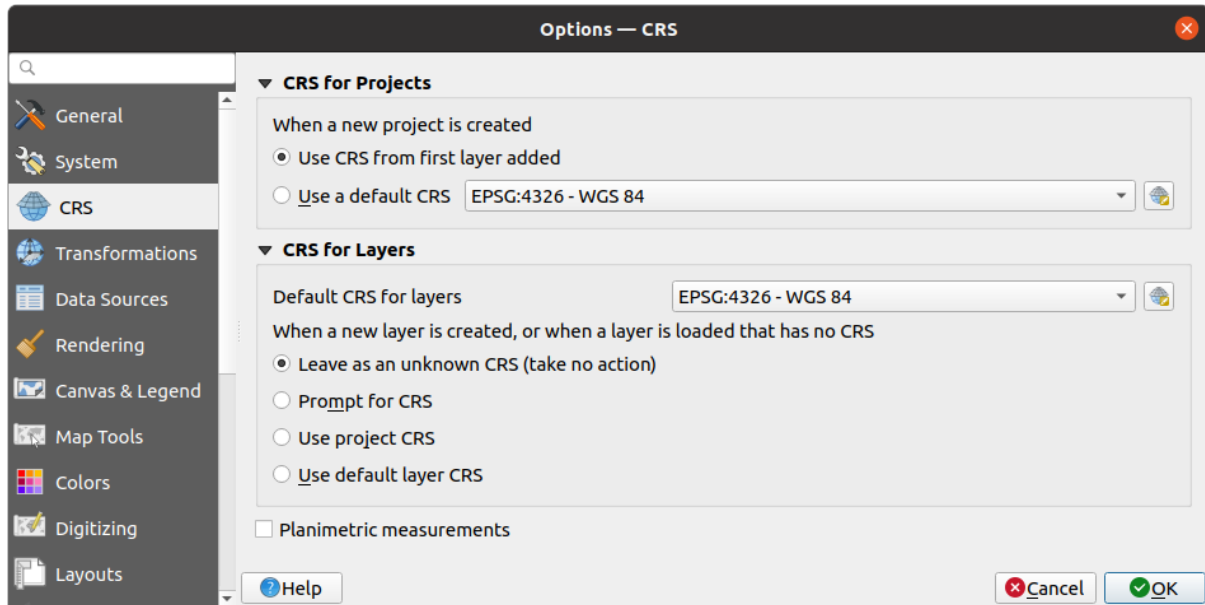 Options — CRS
General
System
CRS
Transformations
Data Sources
Rendering
Canvas & Legend
Map Tools
Colors
Digitizing
Layouts
CRS for Projects
When a new project is created
Use CRS from first layer added
Use a default CRS EPSG:4326 - WGS 84
CRS for Layers
Default CRS for layers EPSG:4326 - WGS 84
When a new layer is created, or when a layer is loaded that has no CRS
Leave as an unknown CRS (take no action)
Prompt for CRS
Use project CRS
Use default layer CRS
Planimetric measurements
Help
Cancel
OK